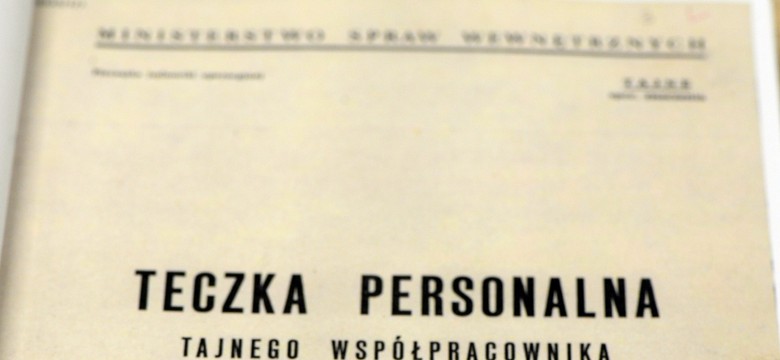 MINISTERSTWO SPRAW WEWNĘTRZNYCH
TAJNE
TECZKA PERSONALNA
TAJNEGO WSPÓŁPRACOWNIKA